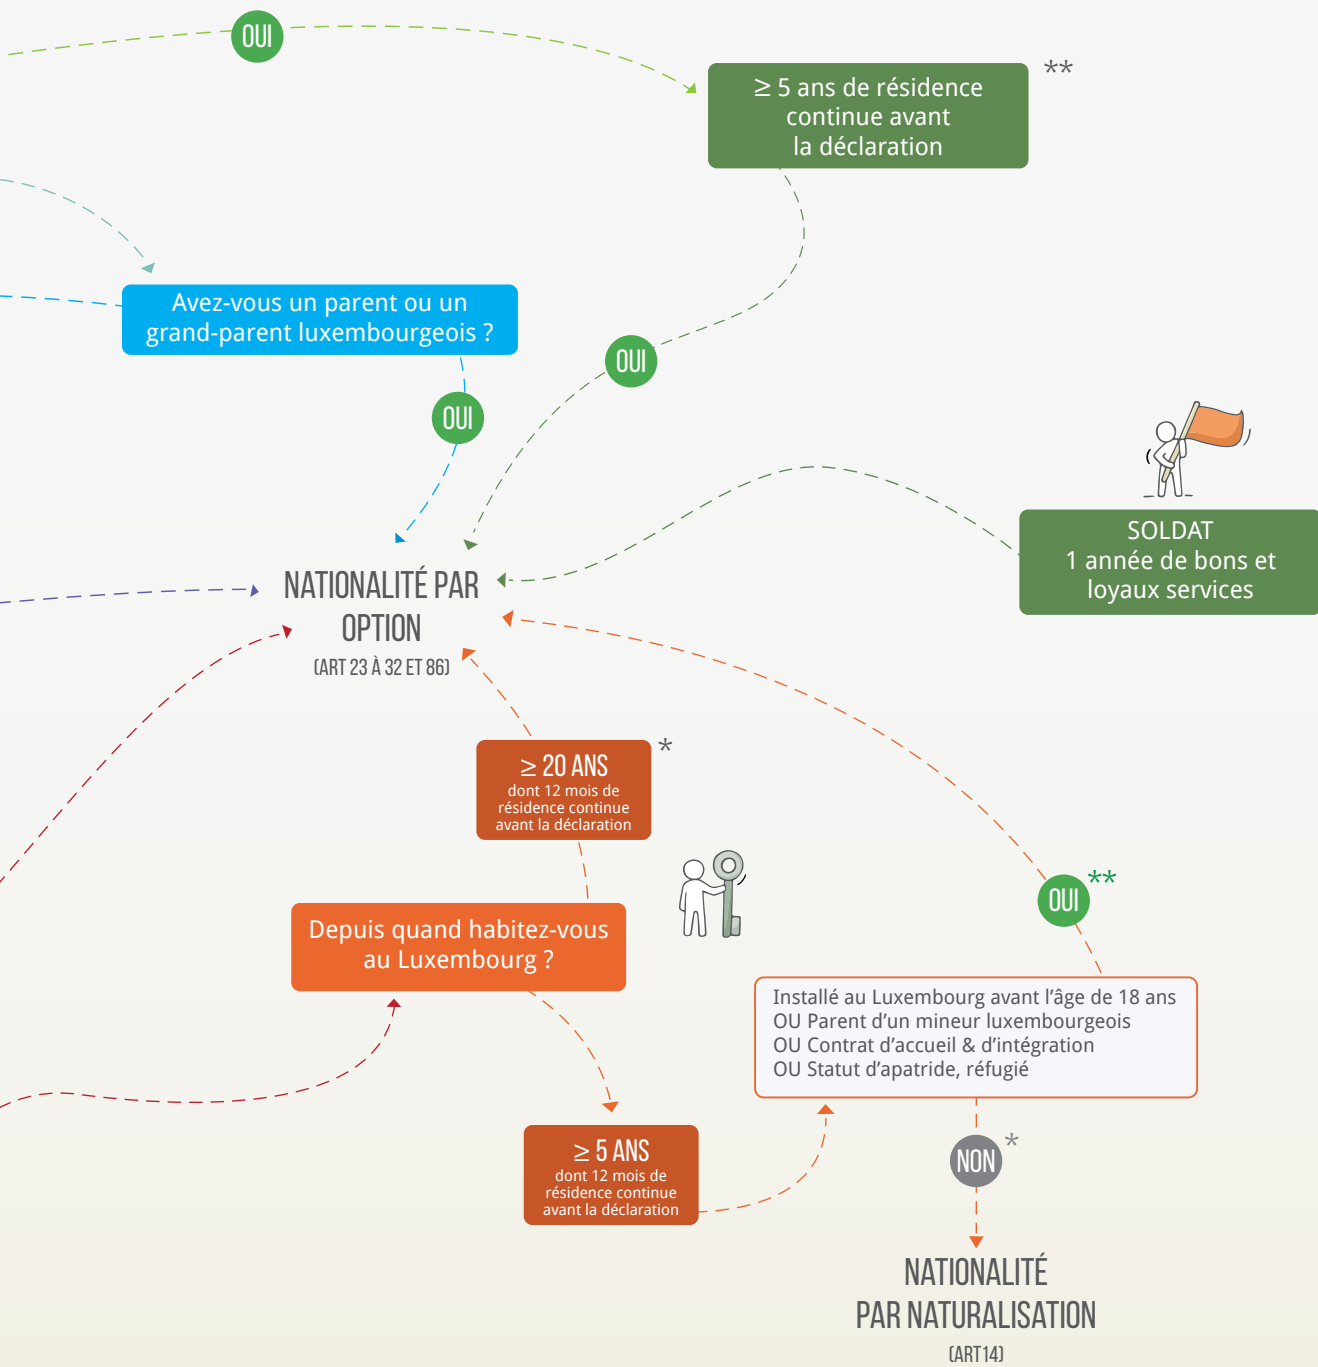 OUI
≥ 5 ans de résidence
continue avant
la déclaration
**
Avez-vous un parent ou un
grand-parent luxembourgeois ?
OUI
OUI
SOLDAT
1 année de bons et
loyaux services
NATIONALITÉ PAR
OPTION
(ART 23 À 32 ET 86)
≥ 20 ANS
dont 12 mois de
résidence continue
avant la déclaration
*
Depuis quand habitez-vous
au Luxembourg ?
OUI
**
Installé au Luxembourg avant l’âge de 18 ans
OU Parent d’un mineur luxembourgeois
OU Contrat d’accueil & d’intégration
OU Statut d’apatride, réfugié
≥ 5 ANS
dont 12 mois de
résidence continue
avant la déclaration
NON
*
NATIONALITÉ
PAR NATURALISATION
(ART14)